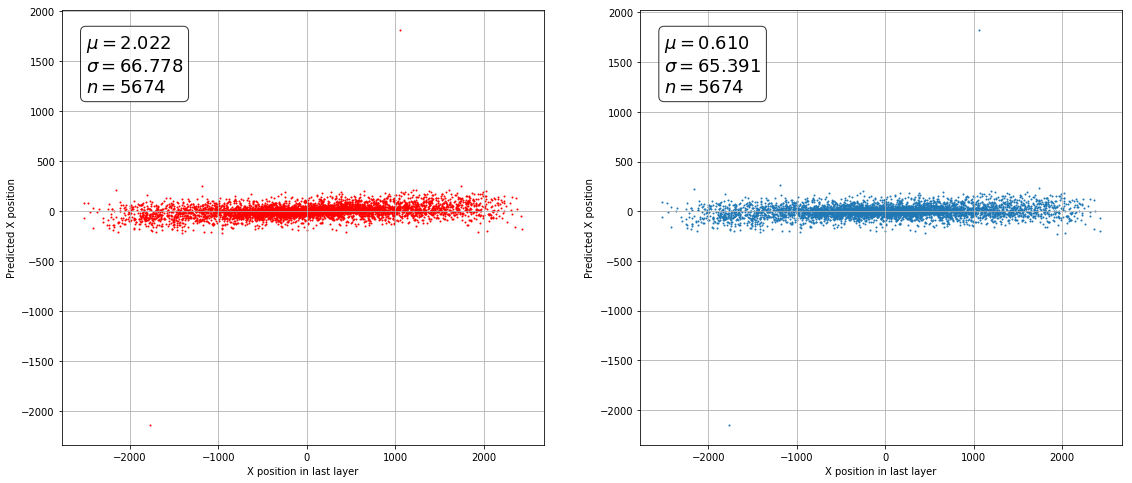 2000
1500
1000
500
0
−500
−1000
−1500
−2000
Predicted X position
μ = 2.022
σ = 66.778
n = 5674
−2000
−1000
0
1000
2000
X position in last layer
2000
1500
1000
500
0
−500
−1000
−1500
−2000
Predicted X position
μ = 0.610
σ = 65.391
n = 5674
−2000
−1000
0
1000
2000
X position in last layer